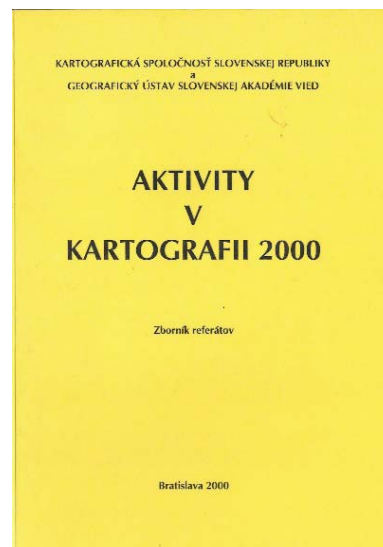 KARTOGRAFICKÁ SPOLOČNOSŤ SLOVENSKEJ REPUBLIKY
a
GEOGRAFICKÝ ÚSTAV SLOVENSKEJ AKADÉMIE VIED
AKTIVITY
V
KARTOGRAFII 2000
Zborník referátov
Bratislava 2000